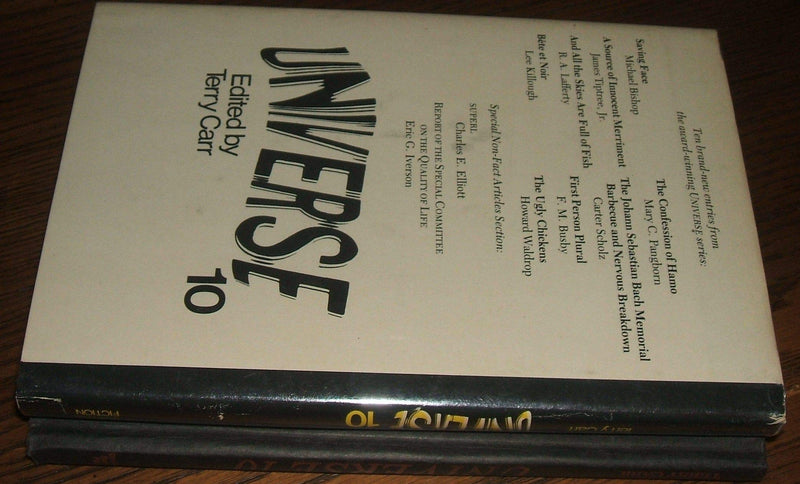 Ten brand-new entries from
the award-winning UNIVERSE series:
Saving Face
Michael Bishop
A Source of Innocent Merriment
James Tiptree, Jr.
And All the Skies Are Full of Fish
R. A. Lafferty
Bête et Noir
Lee Killough
The Confession of Hamo
Mary C. Pangborn
The Johann Sebastian Bach Memorial
Barbecue and Nervous Breakdown
Carter Scholz
First Person Plural
F. M. Busby
The Ugly Chickens
Howard Waldrop
Special Non-Fact Articles Section:
SUPERL
Charles E. Elliott
REPORT OF THE SPECIAL COMMITTEE
ON THE QUALITY OF LIFE
Eric G. Iverson
UNIVERSE 10
Edited by
Terry Carr
Terry Carr UNIVERSE 10 FICTION
UNIVERSE 10